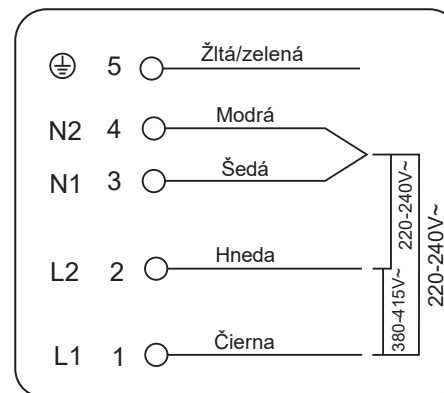 5 Žltá/zelená
N2 4 Modrá
N1 3 Šedá
L2 2 Hneda
L1 1 Čierna
220-240V~
380-415V~
220-240V~